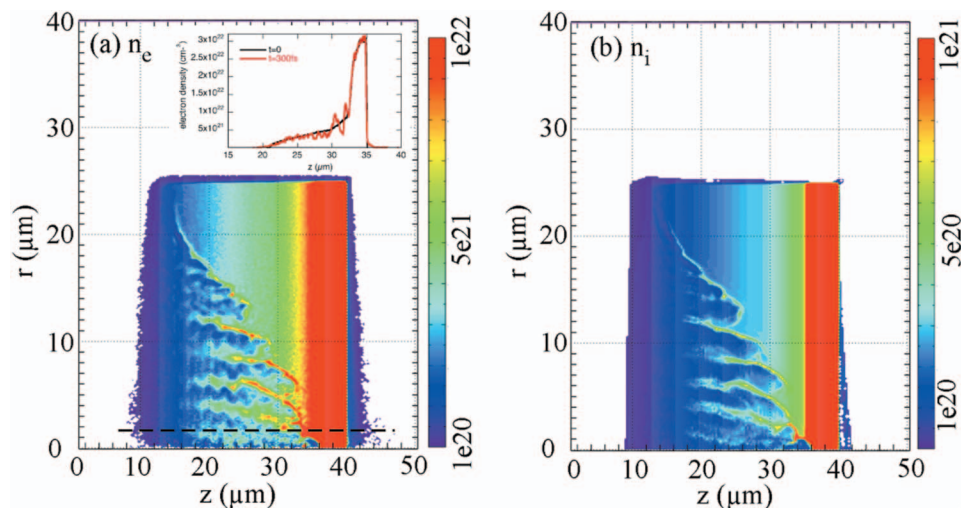 (a) n_e
t=0
t=300fs
electron density (cm⁻³)
3x10²²
2.5x10²²
2x10²²
1.5x10²²
1x10²²
5x10²¹
15 20 25 30 35 40
z (µm)
40
30
20
10
0
r (µm)
0 10 20 30 40 50
z (µm)
1e22
5e21
1e20
(b) n_i
40
30
20
10
0
r (µm)
0 10 20 30 40 50
z (µm)
1e21
5e20
1e20